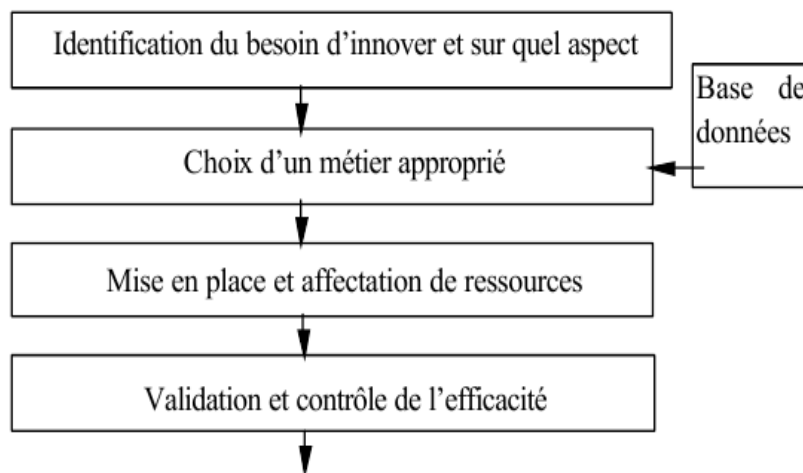 Identification du besoin d’innover et sur quel aspect
Base de
données
Choix d’un métier approprié
Mise en place et affectation de ressources
Validation et contrôle de l’efficacité